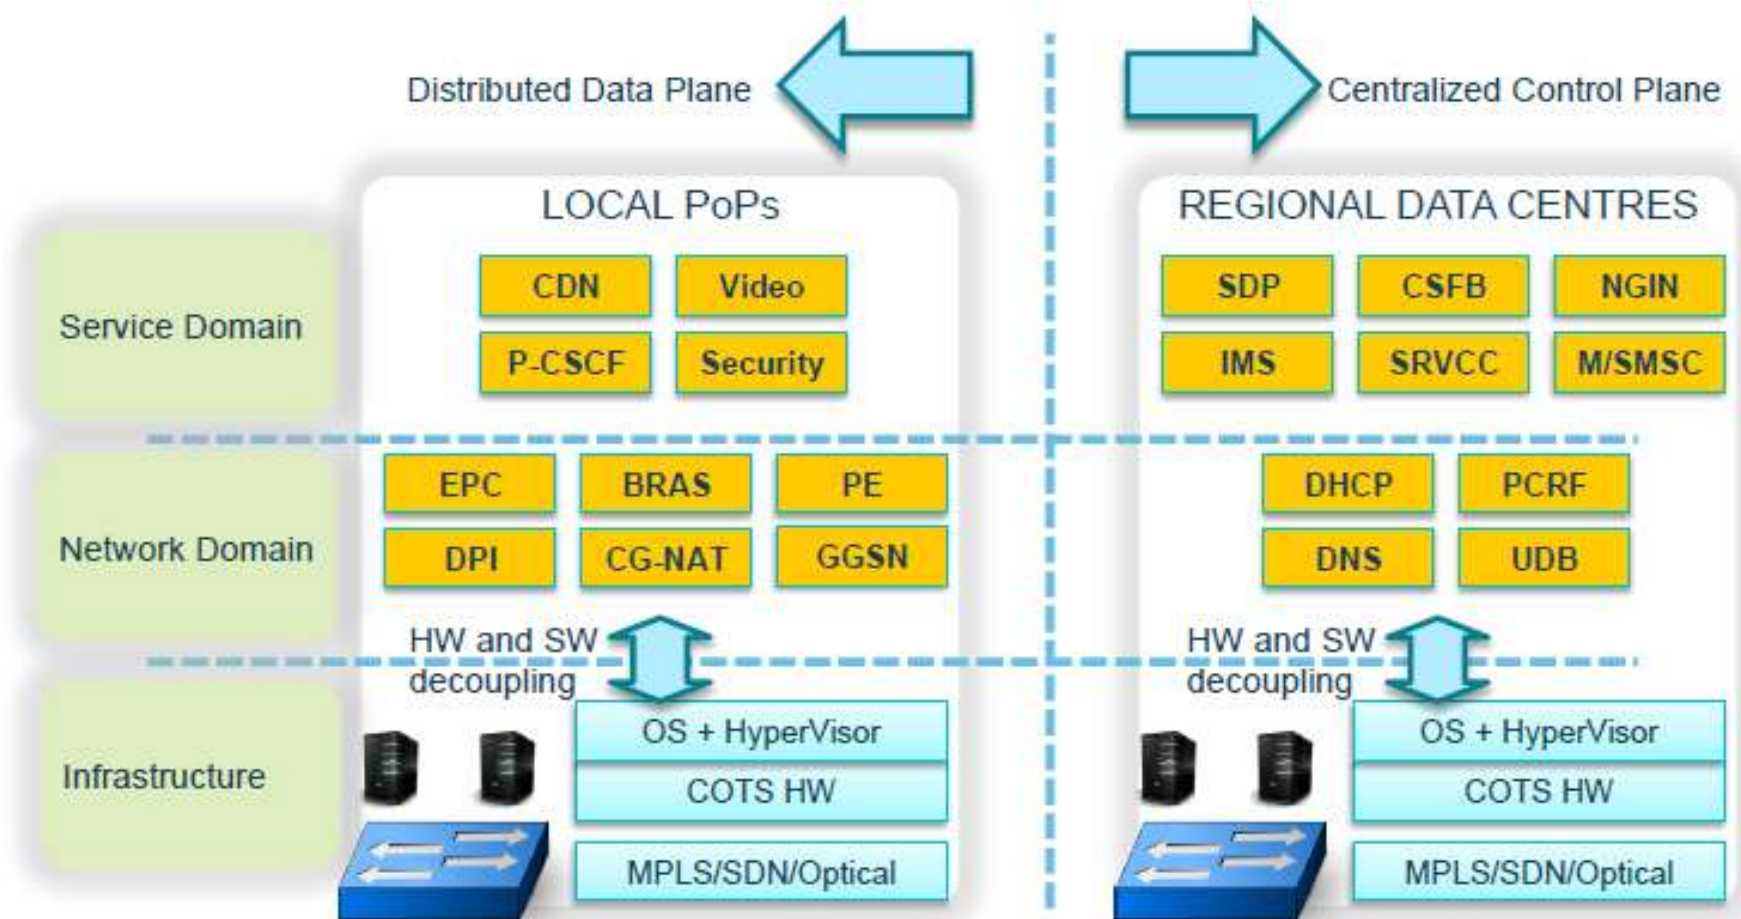 Distributed Data Plane
Centralized Control Plane
LOCAL PoPs
REGIONAL DATA CENTRES
Service Domain
CDN
Video
P-CSCF
Security
SDP
CSFB
NGIN
IMS
SRVCC
M/SMSC
Network Domain
EPC
BRAS
PE
DPI
CG-NAT
GGSN
DHCP
PCRF
DNS
UDB
HW and SW
decoupling
HW and SW
decoupling
Infrastructure
OS + HyperVisor
COTS HW
MPLS/SDN/Optical
OS + HyperVisor
COTS HW
MPLS/SDN/Optical